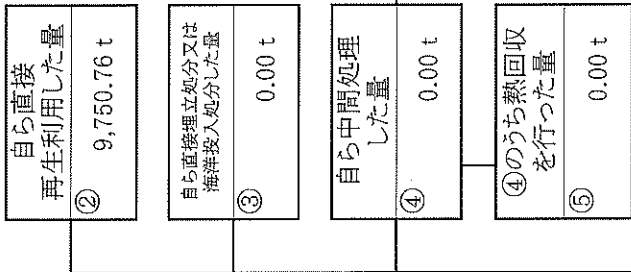 自ら直接
再生利用した量
②
9,750.76 t
自ら直接埋立処分又は
海洋投入処分した量
③
0.00 t
自ら中間処理
した量
④
0.00 t
④のうち熱回収
を行った量
⑤
0.00 t